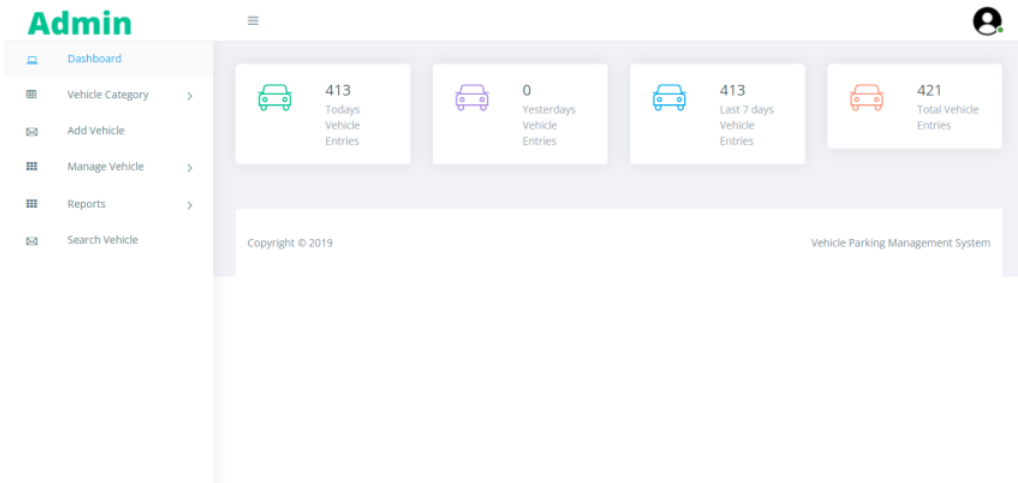 Admin
Dashboard
Vehicle Category
Add Vehicle
Manage Vehicle
Reports
Search Vehicle
413
Todays
Vehicle
Entries
0
Yesterdays
Vehicle
Entries
413
Last 7 days
Vehicle
Entries
421
Total Vehicle
Entries
Copyright © 2019
Vehicle Parking Management System